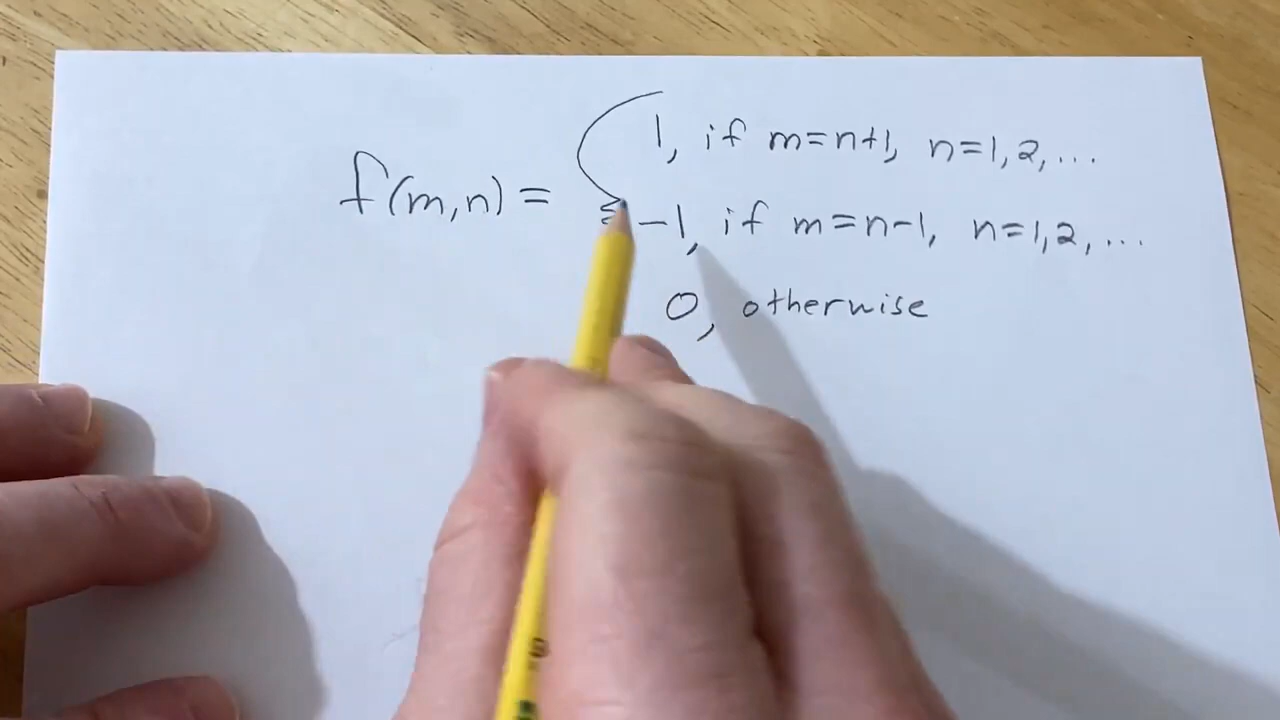 f(m,n) =
1, if m=n+1, n=1,2,...
-1, if m=n-1, n=1,2,...
0, otherwise